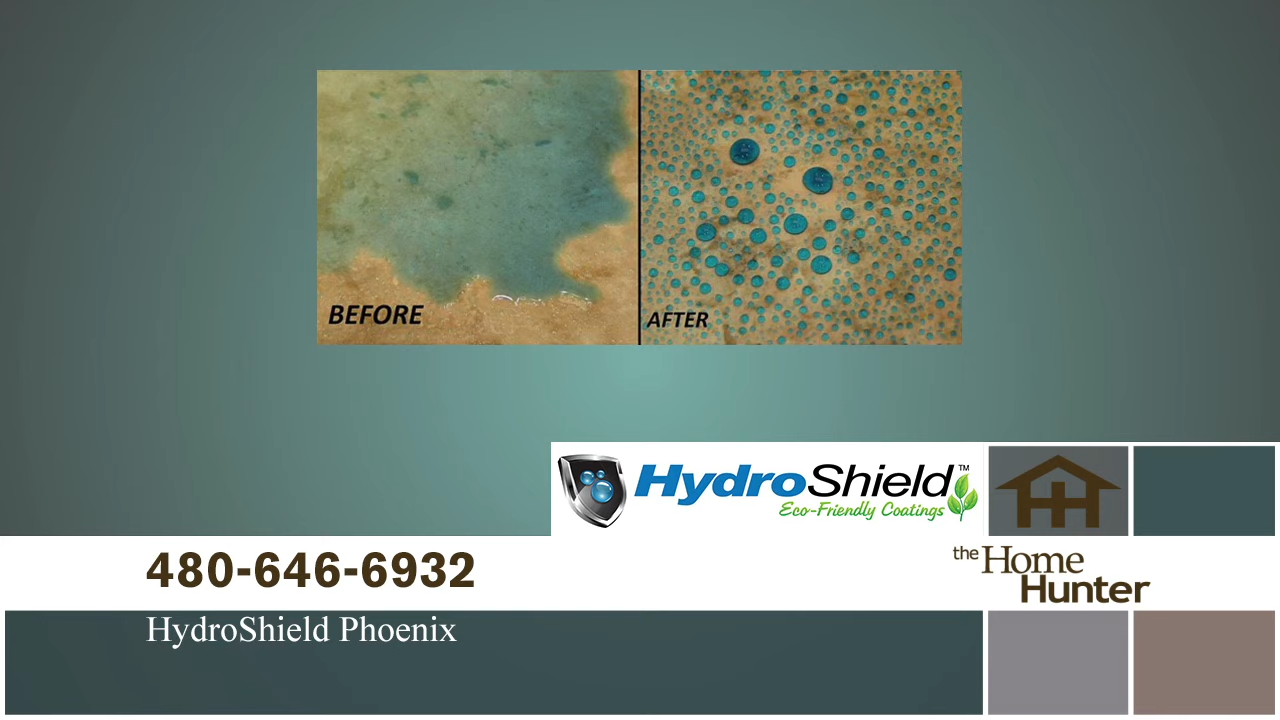 BEFORE
AFTER
HydroShield™
Eco-Friendly Coatings
480-646-6932
the Home
Hunter
HydroShield Phoenix